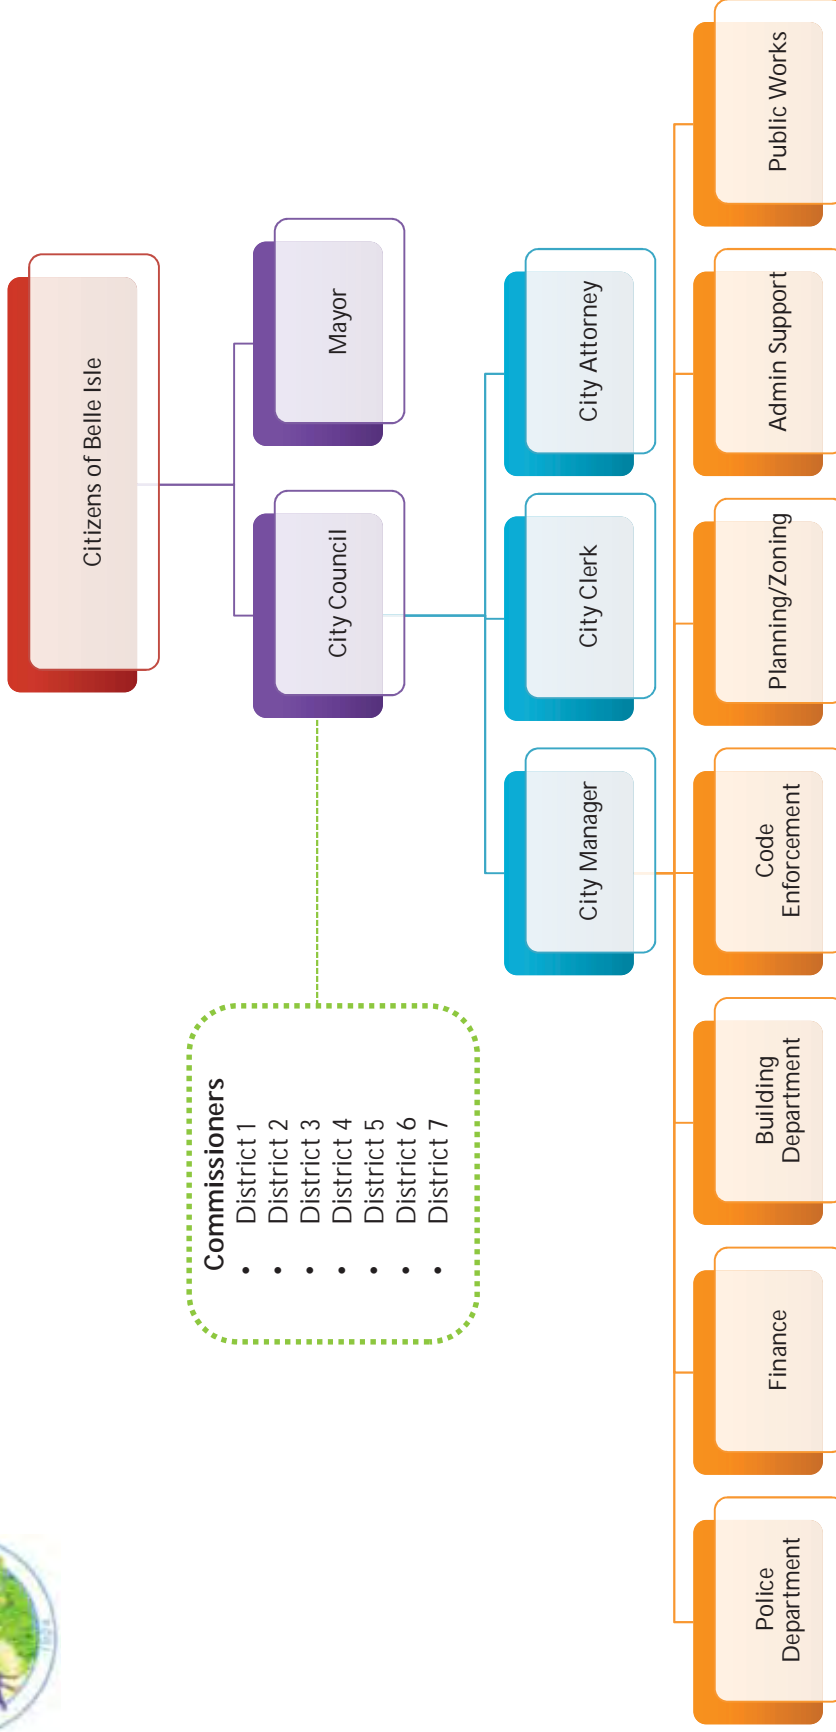 Citizens of Belle Isle
City Council
Mayor
Commissioners
• District 1
• District 2
• District 3
• District 4
• District 5
• District 6
• District 7
City Manager
City Clerk
City Attorney
Police
Department
Finance
Building
Department
Code
Enforcement
Planning/Zoning
Admin Support
Public Works
1924